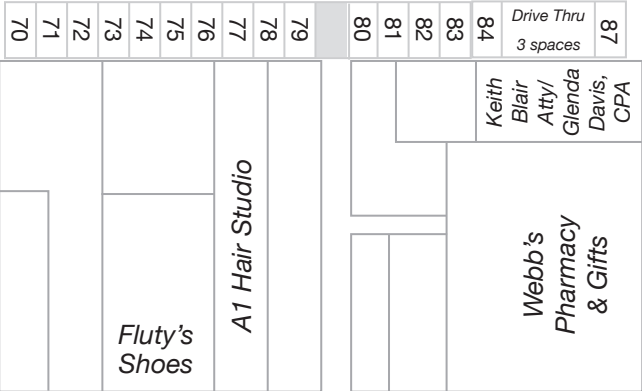 70
71
72
73
74
75
76
77
78
79
80
81
82
83
84
Drive Thru
3 spaces
87
Keith
Blair
Atty/
Glenda
Davis,
CPA
A1 Hair Studio
Fluty's
Shoes
Webb's
Pharmacy
& Gifts